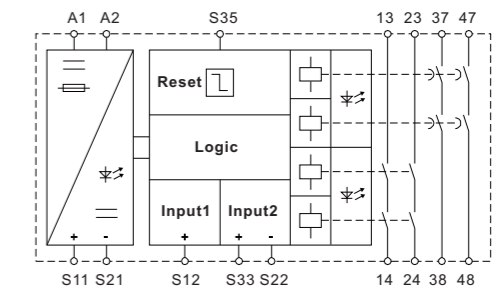 A1 A2 S35 13 23 37 47
Reset
Logic
Input1 Input2
+ - + + -
S11 S21 S12 S33 S22 14 24 38 48